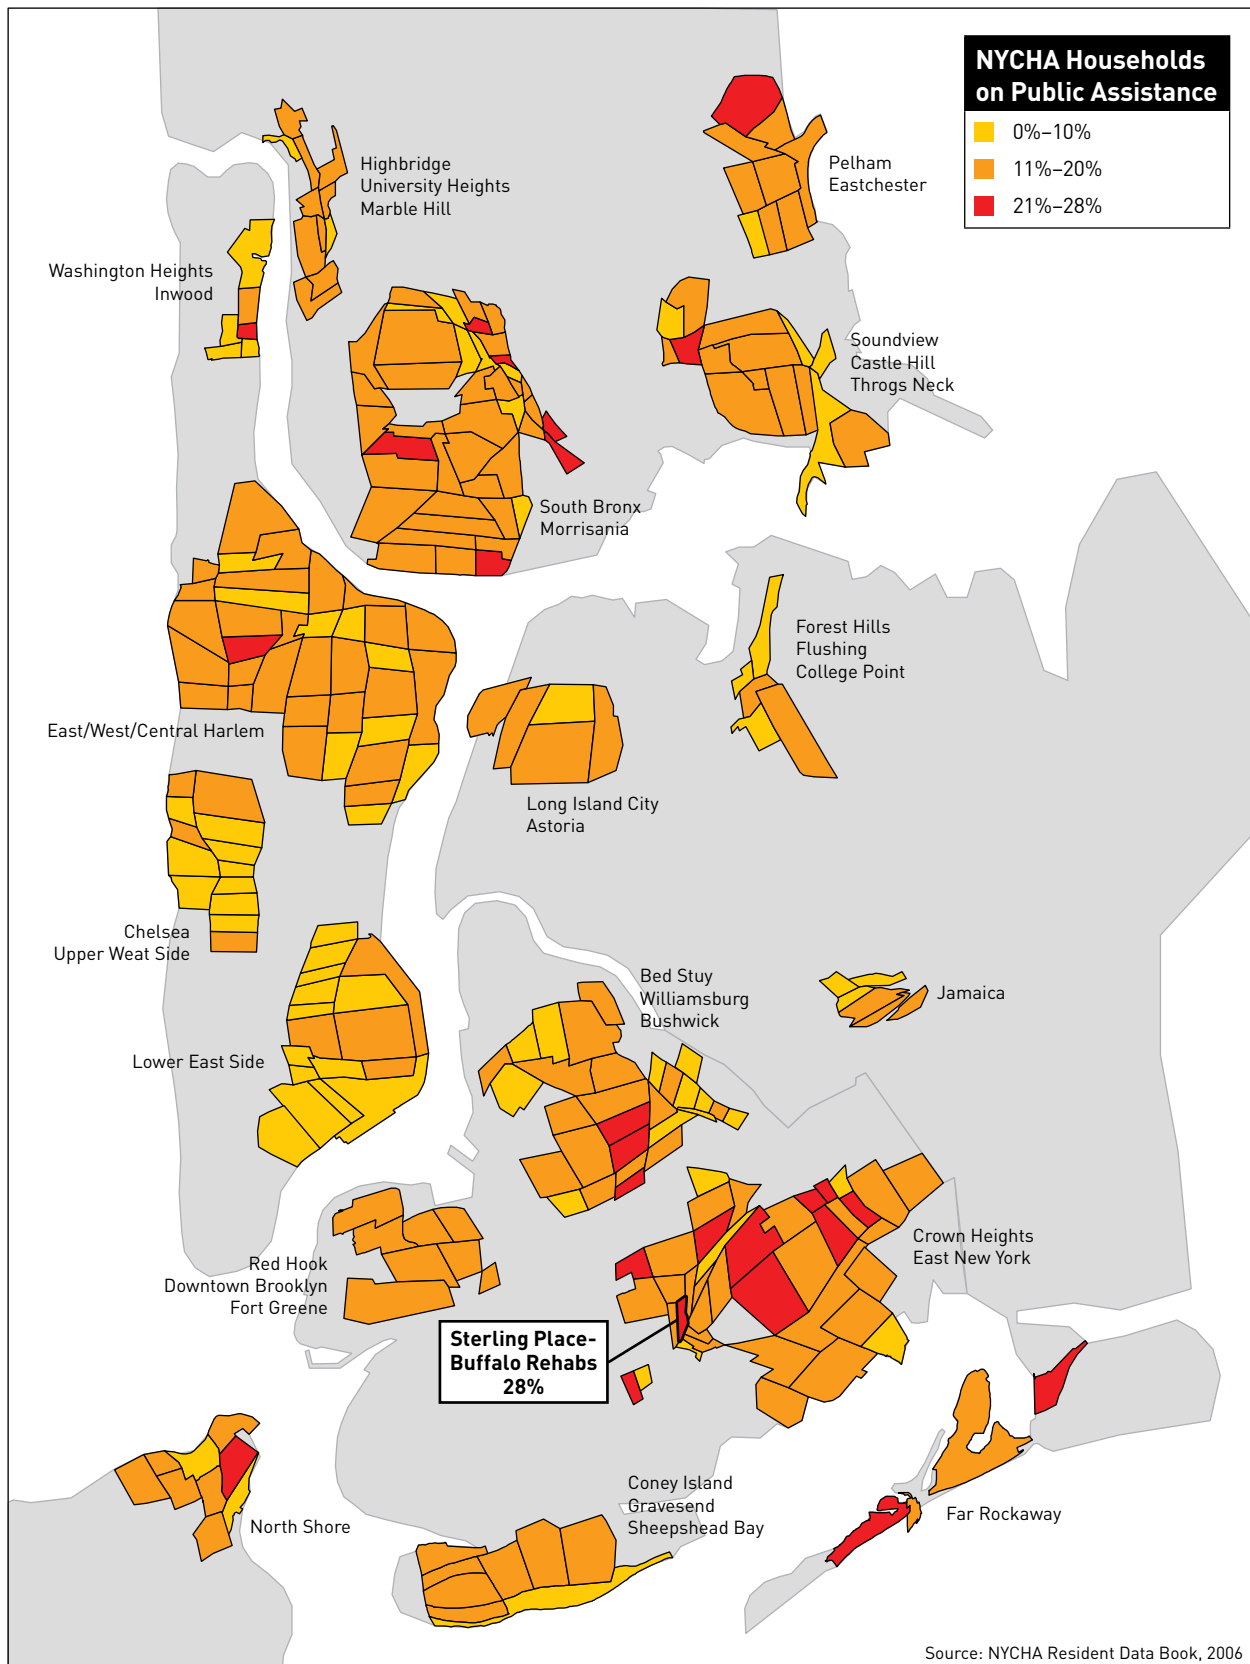 NYCHA Households
on Public Assistance
0%–10%
11%–20%
21%–28%
Highbridge
University Heights
Marble Hill
Pelham
Eastchester
Washington Heights
Inwood
Soundview
Castle Hill
Throgs Neck
South Bronx
Morrisania
Forest Hills
Flushing
College Point
East/West/Central Harlem
Long Island City
Astoria
Chelsea
Upper Weat Side
Bed Stuy
Williamsburg
Bushwick
Jamaica
Lower East Side
Crown Heights
East New York
Red Hook
Downtown Brooklyn
Fort Greene
Sterling Place-
Buffalo Rehabs
28%
Coney Island
Gravesend
Sheepshead Bay
Far Rockaway
North Shore
Source: NYCHA Resident Data Book, 2006